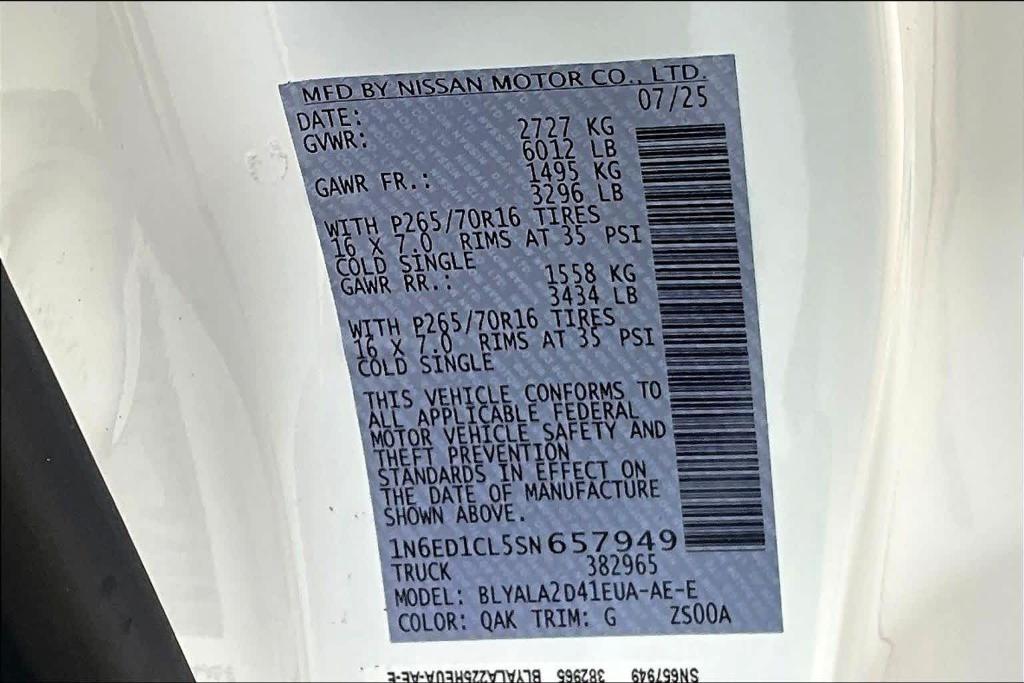 MFD BY NISSAN MOTOR CO., LTD.
DATE: 07/25
GVWR: 2727 KG
6012 LB
GAWR FR.: 1495 KG
3296 LB
WITH P265/70R16 TIRES
16 X 7.0 RIMS AT 35 PSI
COLD SINGLE
GAWR RR.: 1558 KG
3434 LB
WITH P265/70R16 TIRES
16 X 7.0 RIMS AT 35 PSI
COLD SINGLE
THIS VEHICLE CONFORMS TO
ALL APPLICABLE FEDERAL
MOTOR VEHICLE SAFETY AND
THEFT PREVENTION
STANDARDS IN EFFECT ON
THE DATE OF MANUFACTURE
SHOWN ABOVE.
1N6ED1CL5SN657949
TRUCK 382965
MODEL: BLYALA2D41EUA-AE-E
COLOR: QAK TRIM: G ZS00A
SN657949 382965